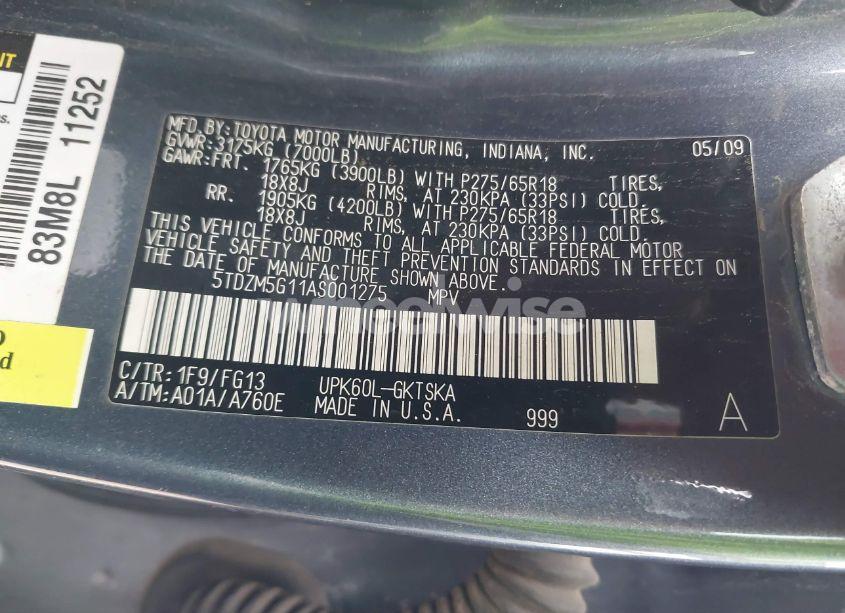 IT
s.
83M8L 11252
d
MFD.BY:TOYOTA MOTOR MANUFACTURING, INDIANA, INC. 05/09
GVWR:3175KG (7000LB)
GAWR:FRT. 1765KG (3900LB) WITH P275/65R18 TIRES,
18X8J RIMS, AT 230KPA (33PSI) COLD.
RR. 1905KG (4200LB) WITH P275/65R18 TIRES,
18X8J RIMS, AT 230KPA (33PSI) COLD.
THIS VEHICLE CONFORMS TO ALL APPLICABLE FEDERAL MOTOR
VEHICLE SAFETY AND THEFT PREVENTION STANDARDS IN EFFECT ON
THE DATE OF MANUFACTURE SHOWN ABOVE.
5TDZM5G11AS001275 MPV
wheelwise
C/TR:1F9/FG13 UPK60L-GKTSKA
A/TM:A01A/A760E MADE IN U.S.A. 999 A